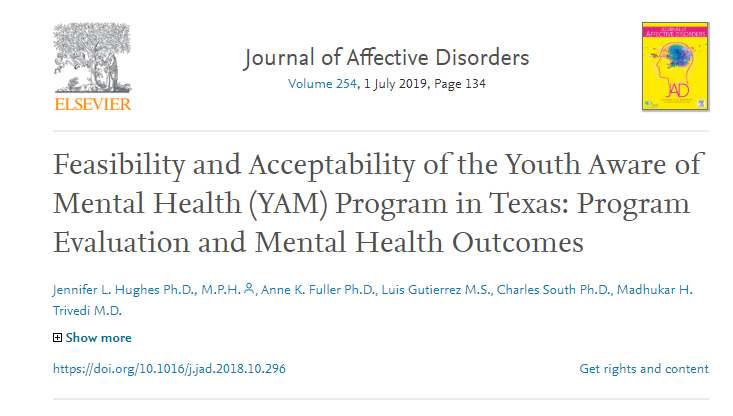 ELSEVIER
Journal of Affective Disorders
Volume 254, 1 July 2019, Page 134
JOURNAL OF
AFFECTIVE DISORDERS
JAD
Feasibility and Acceptability of the Youth Aware of
Mental Health (YAM) Program in Texas: Program
Evaluation and Mental Health Outcomes
Jennifer L. Hughes Ph.D., M.P.H. , Anne K. Fuller Ph.D., Luis Gutierrez M.S., Charles South Ph.D., Madhukar H.
Trivedi M.D.
Show more
https://doi.org/10.1016/j.jad.2018.10.296
Get rights and content